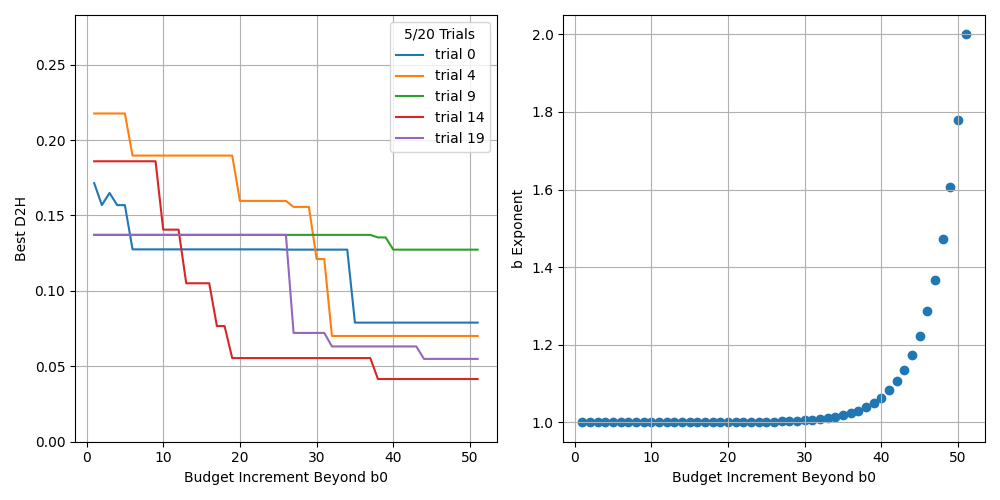 5/20 Trials
trial 0
trial 4
trial 9
trial 14
trial 19
0.25
0.20
0.15
0.10
0.05
0.00
Best D2H
0 10 20 30 40 50
Budget Increment Beyond b0
2.0
1.8
1.6
1.4
1.2
1.0
b Exponent
0 10 20 30 40 50
Budget Increment Beyond b0